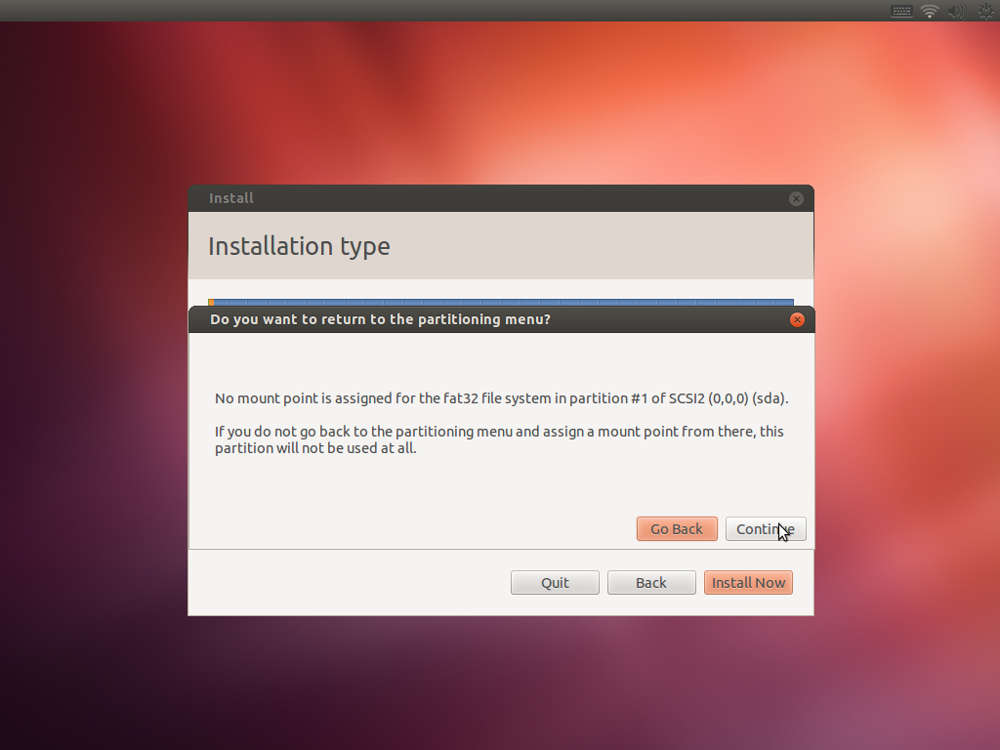 Install
Installation type
Do you want to return to the partitioning menu?
No mount point is assigned for the fat32 file system in partition #1 of SCSI2 (0,0,0) (sda).
If you do not go back to the partitioning menu and assign a mount point from there, this
partition will not be used at all.
Go Back Continue
Quit Back Install Now